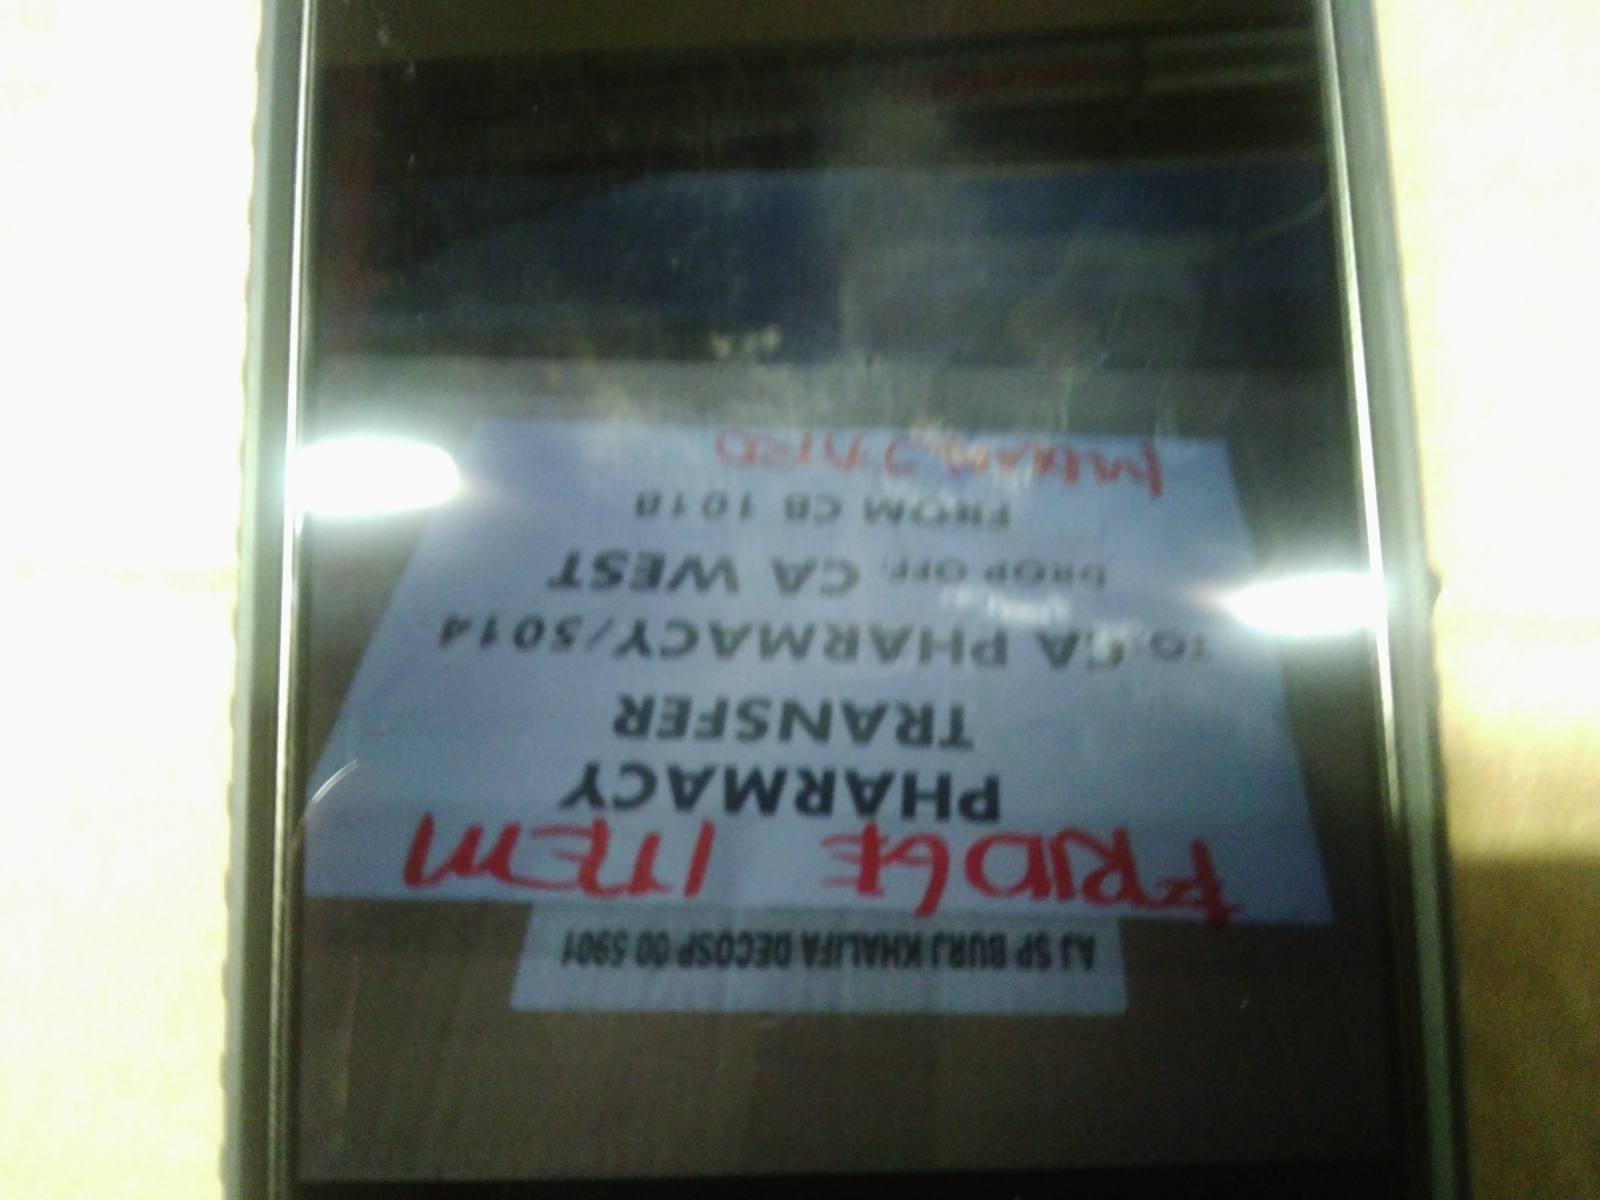 AJ SP BURJ KHALIFA DECOSP 00 5901
FRIDGE ITEM
PHARMACY
TRANSFER
TO:CA PHARMACY/5014
DROP OFF: CA WEST
FROM CB 1018